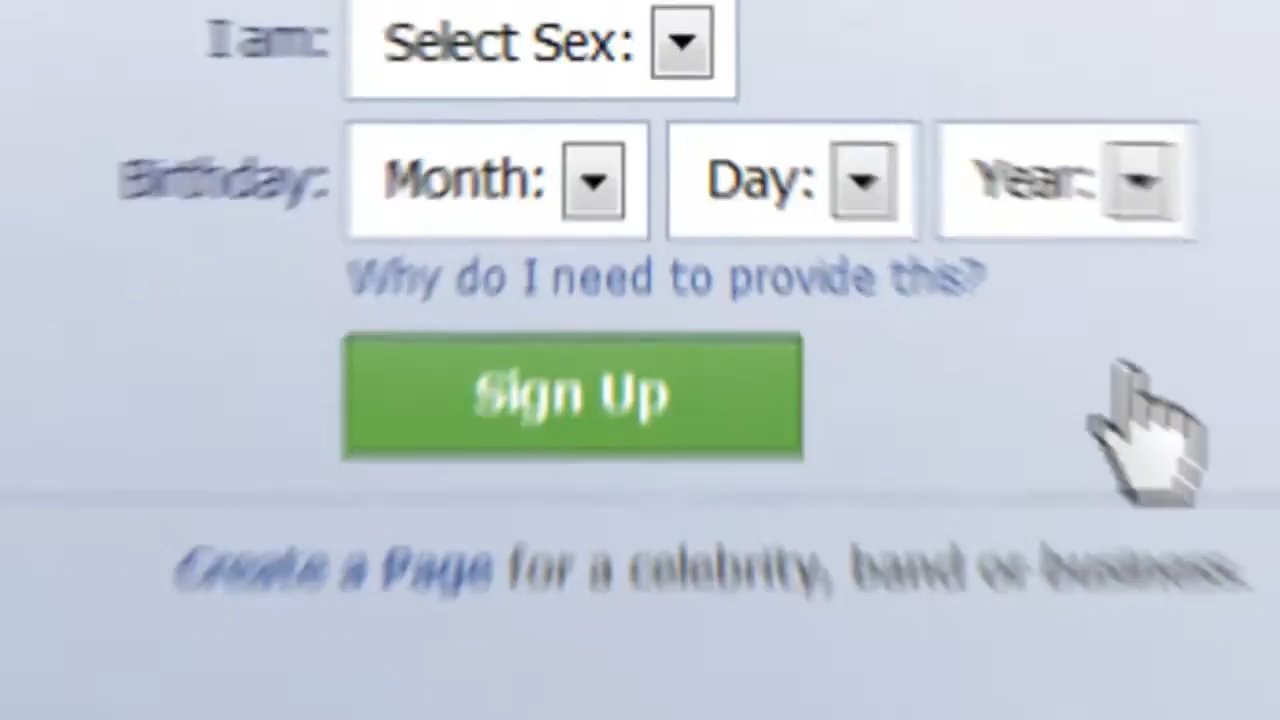 I am: Select Sex:
Birthday: Month: Day: Year:
Why do I need to provide this?
Sign Up
Create a Page for a celebrity, band or business.